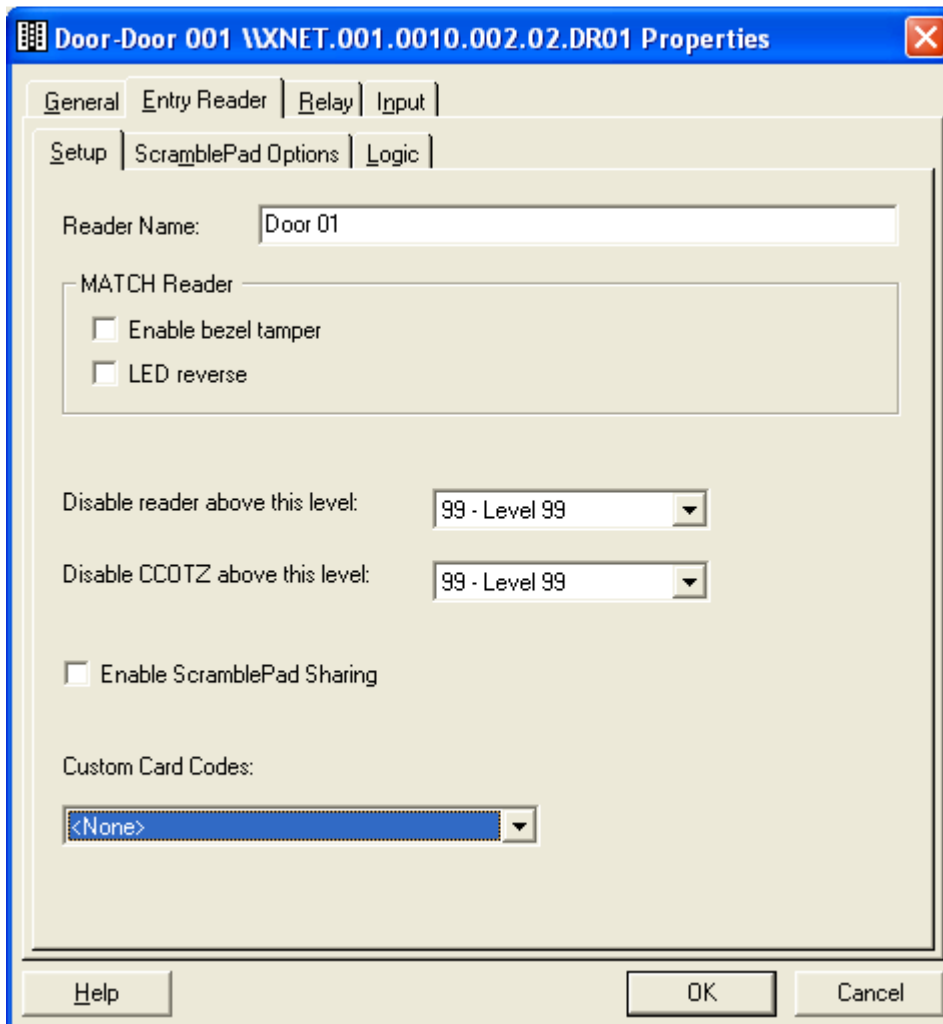 Door-Door 001 \\XNET.001.0010.002.02.DR01 Properties
General Entry Reader Relay Input
Setup ScramblePad Options Logic
Reader Name: Door 01
MATCH Reader
Enable bezel tamper
LED reverse
Disable reader above this level: 99 - Level 99
Disable CCOTZ above this level: 99 - Level 99
Enable ScramblePad Sharing
Custom Card Codes:
<None>
Help OK Cancel